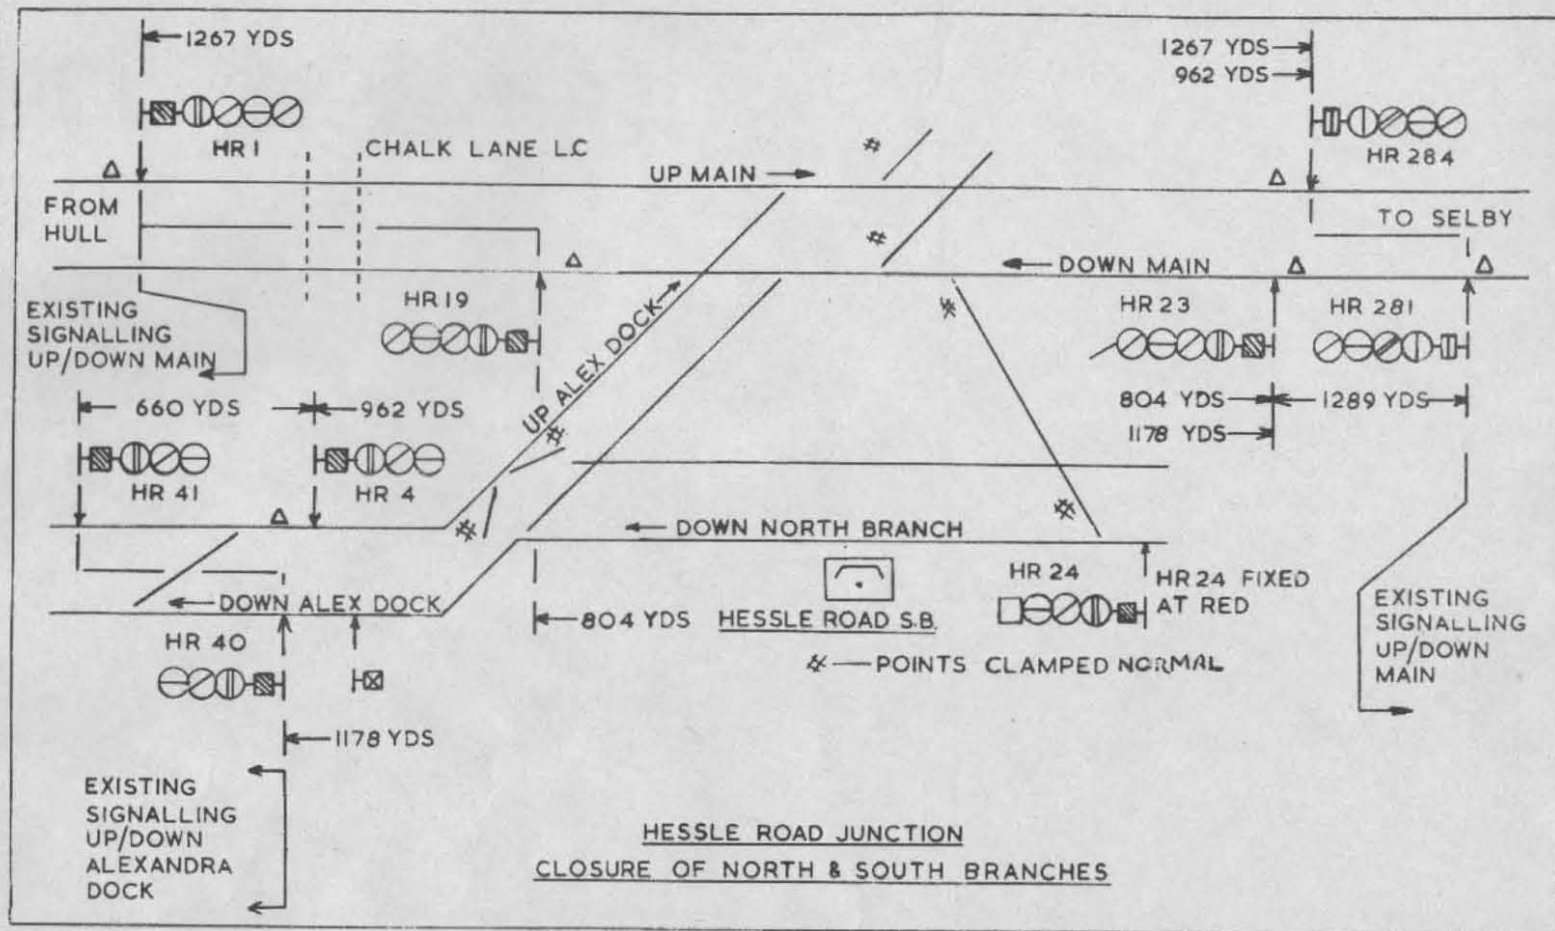 1267 YDS
1267 YDS
962 YDS
HR 1
CHALK LANE L.C
HR 284
UP MAIN
FROM
HULL
TO SELBY
DOWN MAIN
EXISTING
SIGNALLING
UP/DOWN MAIN
HR 19
UP ALEX DOCK
HR 23
HR 281
660 YDS
962 YDS
804 YDS
1289 YDS
1178 YDS
HR 41
HR 4
DOWN NORTH BRANCH
HR 24
HR 24 FIXED
AT RED
DOWN ALEX DOCK
804 YDS
HESSLE ROAD S.B.
EXISTING
SIGNALLING
UP/DOWN
MAIN
HR 40
POINTS CLAMPED NORMAL
1178 YDS
EXISTING
SIGNALLING
UP/DOWN
ALEXANDRA
DOCK
HESSLE ROAD JUNCTION
CLOSURE OF NORTH & SOUTH BRANCHES